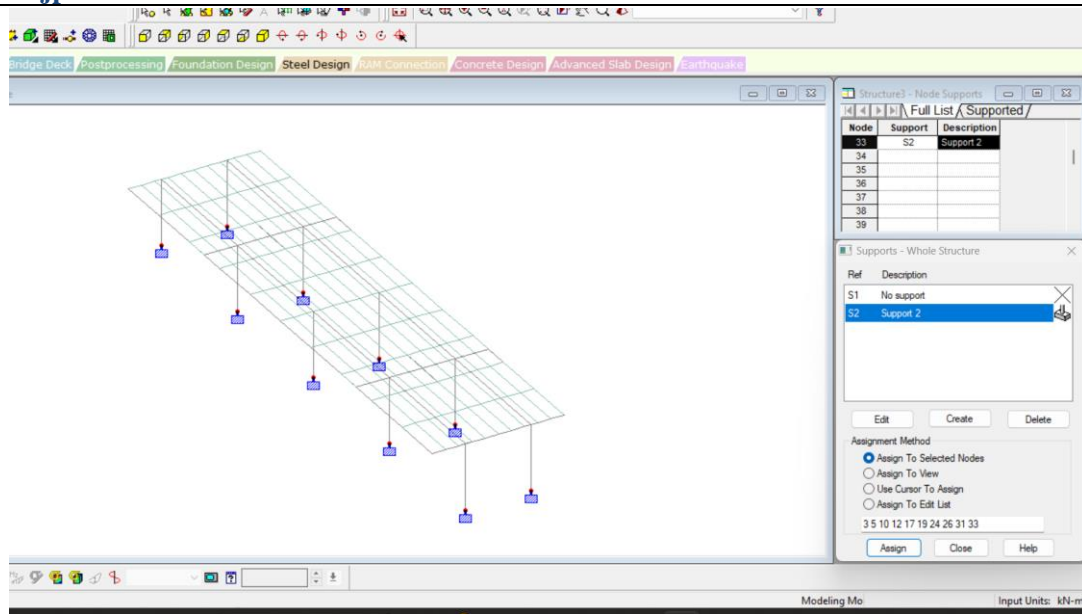 Bridge Deck Postprocessing Foundation Design Steel Design RAM Connection Concrete Design Advanced Slab Design Earthquake
Structure3 - Node Supports
Full List Supported
Node Support Description
33 S2 Support 2
34
35
36
37
38
39
Supports - Whole Structure
Ref Description
S1 No support
S2 Support 2
Edit Create Delete
Assignment Method
Assign To Selected Nodes
Assign To View
Use Cursor To Assign
Assign To Edit List
3 5 10 12 17 19 24 26 31 33
Assign Close Help
Modeling Mo Input Units: kN-m